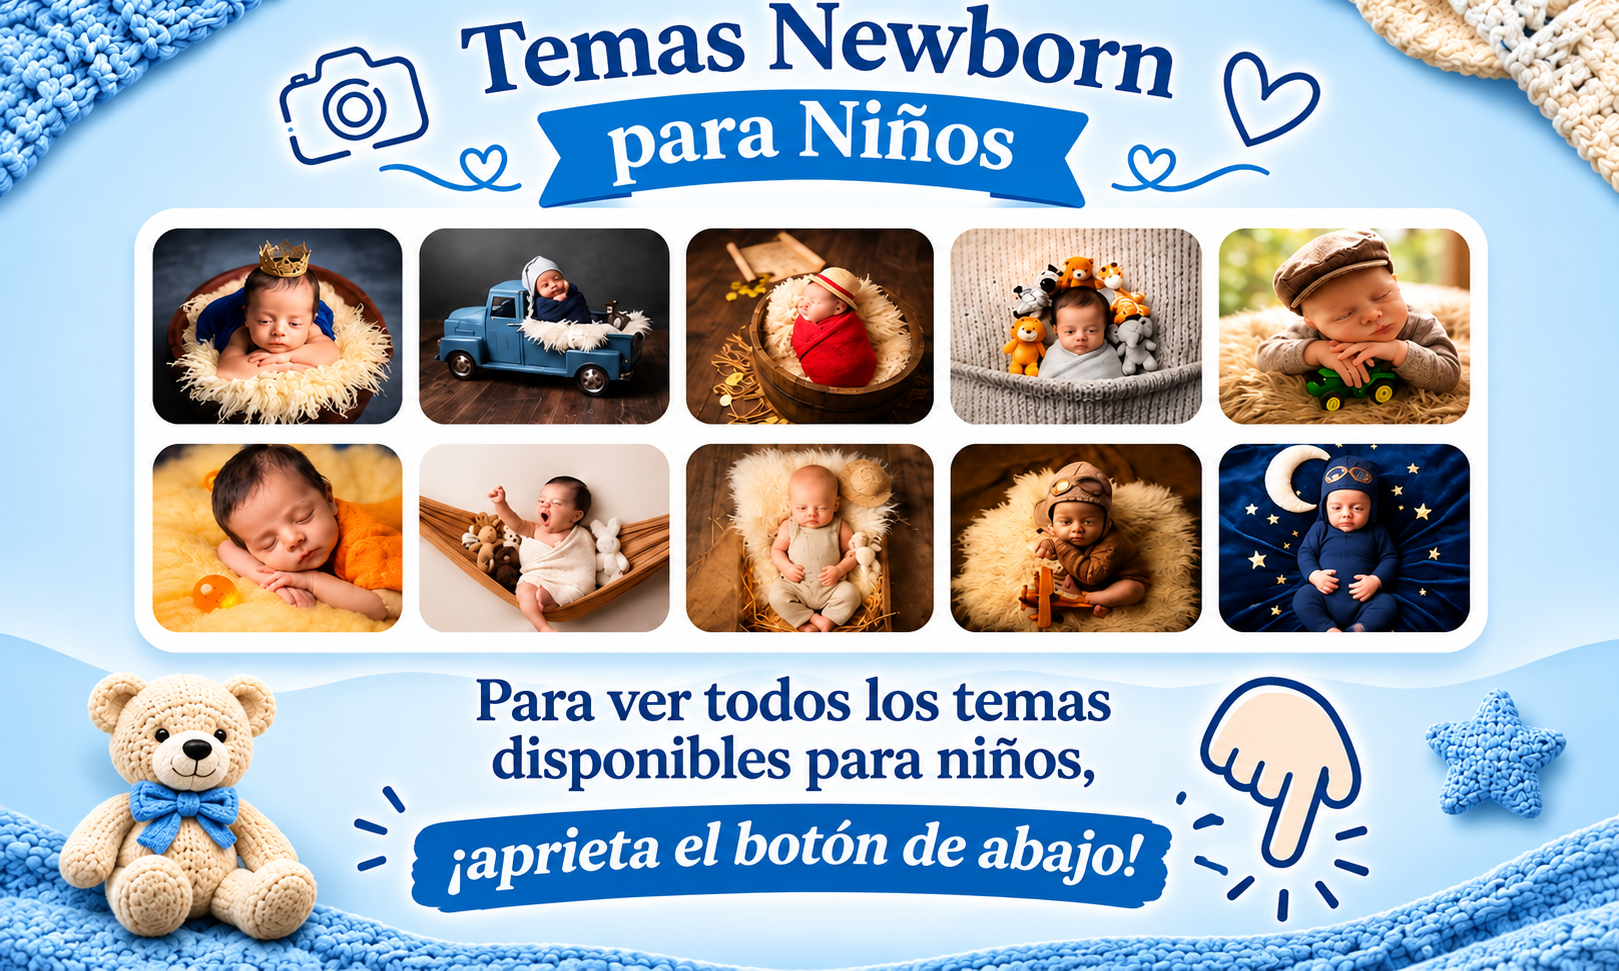 Temas Newborn
para Niños
Para ver todos los temas
disponibles para niños,
¡aprieta el botón de abajo!